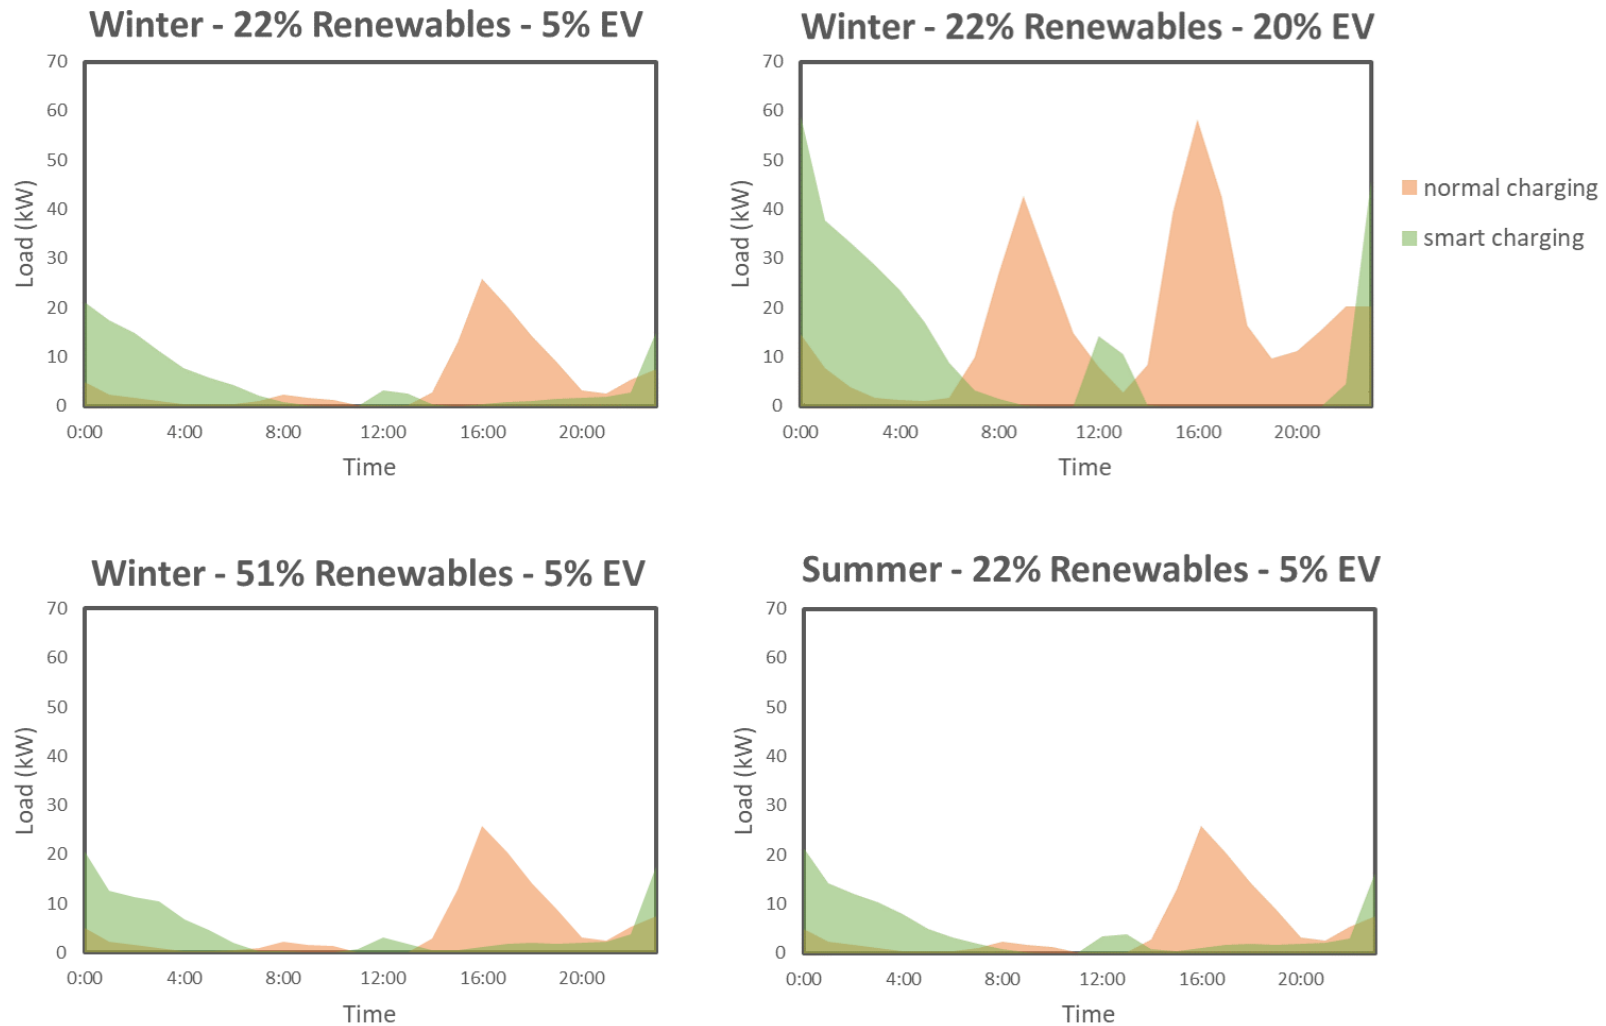 Winter - 22% Renewables - 5% EV
70
60
50
40
30
20
10
0
Load (kW)
0:00 4:00 8:00 12:00 16:00 20:00
Time
Winter - 22% Renewables - 20% EV
70
60
50
40
30
20
10
0
Load (kW)
0:00 4:00 8:00 12:00 16:00 20:00
Time
normal charging
smart charging
Winter - 51% Renewables - 5% EV
70
60
50
40
30
20
10
0
Load (kW)
0:00 4:00 8:00 12:00 16:00 20:00
Time
Summer - 22% Renewables - 5% EV
70
60
50
40
30
20
10
0
Load (kW)
0:00 4:00 8:00 12:00 16:00 20:00
Time